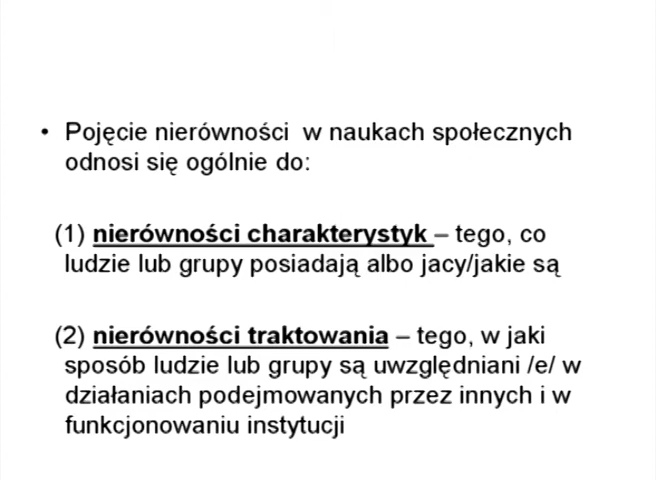 • Pojęcie nierówności w naukach społecznych
odnosi się ogólnie do:
(1) nierówności charakterystyk – tego, co
ludzie lub grupy posiadają albo jacy/jakie są
(2) nierówności traktowania – tego, w jaki
sposób ludzie lub grupy są uwzględniani /e/ w
działaniach podejmowanych przez innych i w
funkcjonowaniu instytucji